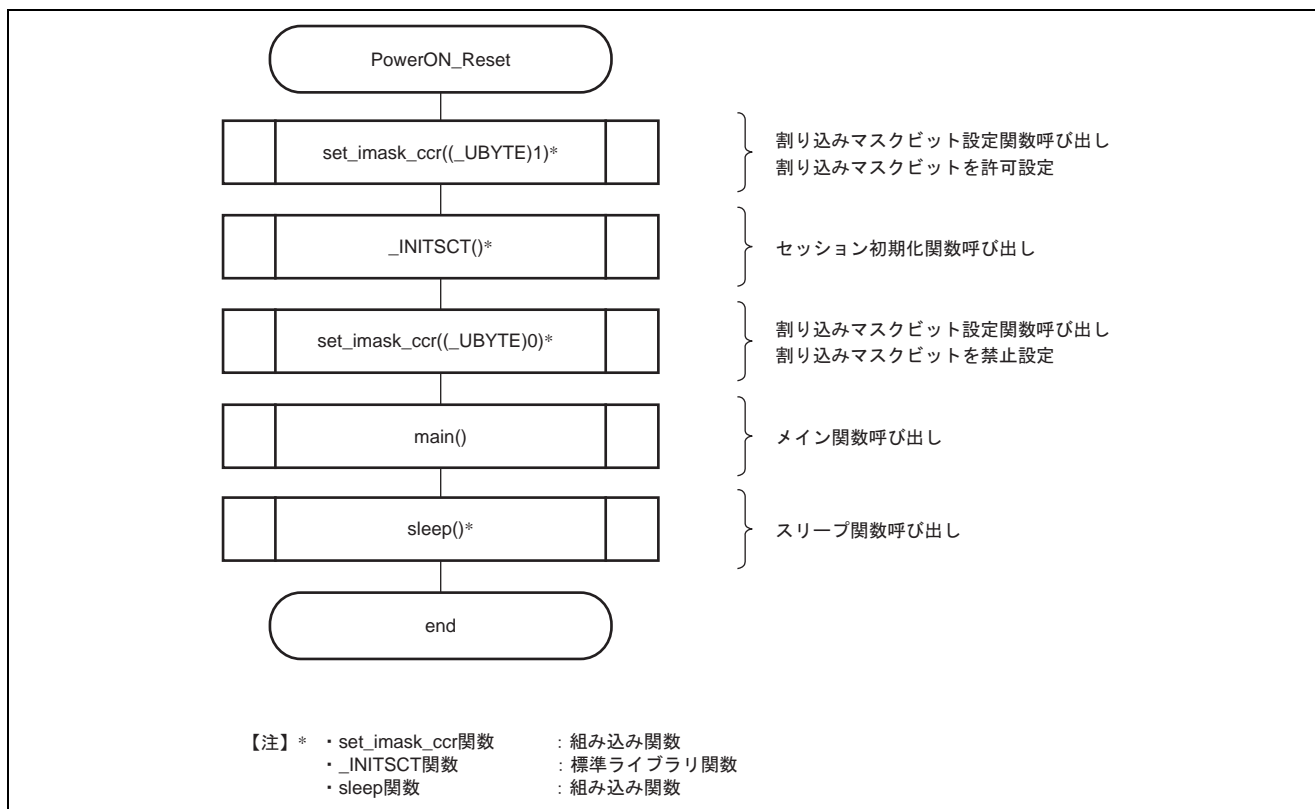 PowerON_Reset
set_imask_ccr((_UBYTE)1)*
割り込みマスクビット設定関数呼び出し
割り込みマスクビットを許可設定
_INITSCT()*
セッション初期化関数呼び出し
set_imask_ccr((_UBYTE)0)*
割り込みマスクビット設定関数呼び出し
割り込みマスクビットを禁止設定
main()
メイン関数呼び出し
sleep()*
スリープ関数呼び出し
end
【注】* ・set_imask_ccr関数 : 組み込み関数
・_INITSCT関数 : 標準ライブラリ関数
・sleep関数 : 組み込み関数